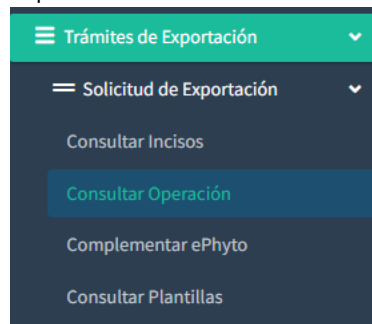 Trámites de Exportación
Solicitud de Exportación
Consultar Incisos
Consultar Operación
Complementar ePhyto
Consultar Plantillas